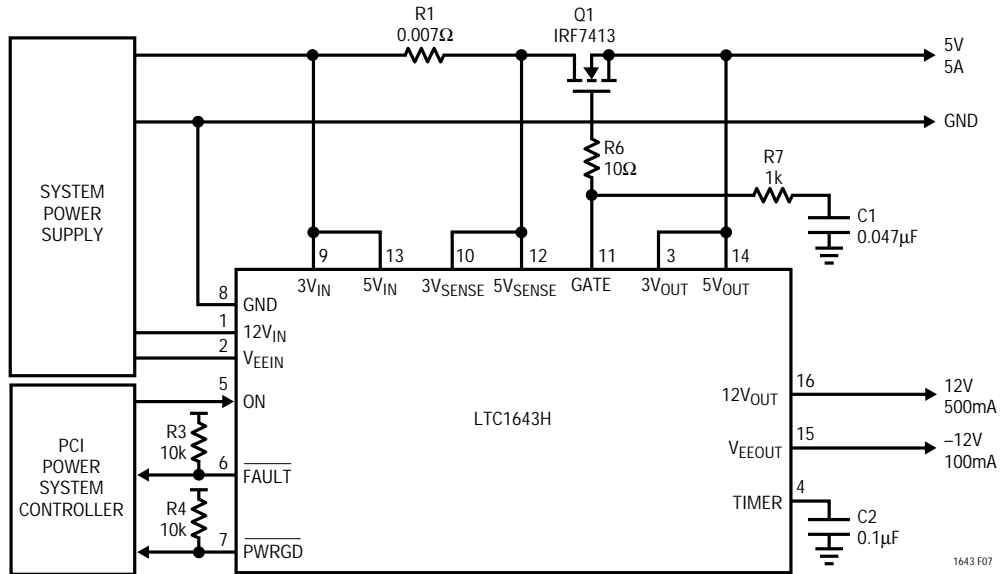 R1
0.007Ω
Q1
IRF7413
5V
5A
GND
R6
10Ω
R7
1k
C1
0.047µF
SYSTEM
POWER
SUPPLY
9
13
10
12
11
3
14
3VIN
5VIN
3VSENSE
5VSENSE
GATE
3VOUT
5VOUT
8
GND
1
12VIN
2
VEEIN
5
ON
LTC1643H
12VOUT
16
12V
500mA
VEEOUT
15
–12V
100mA
PCI
POWER
SYSTEM
CONTROLLER
R3
10k
6
FAULT
R4
10k
7
PWRGD
TIMER
4
C2
0.1µF
1643 F07